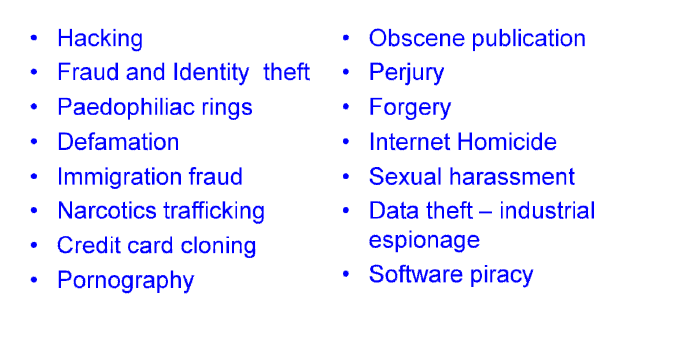 • Hacking
• Fraud and Identity  theft
• Paedophiliac rings
• Defamation
• Immigration fraud
• Narcotics trafficking
• Credit card cloning
• Pornography
• Obscene publication
• Perjury
• Forgery
• Internet Homicide
• Sexual harassment
• Data theft – industrial
espionage
• Software piracy